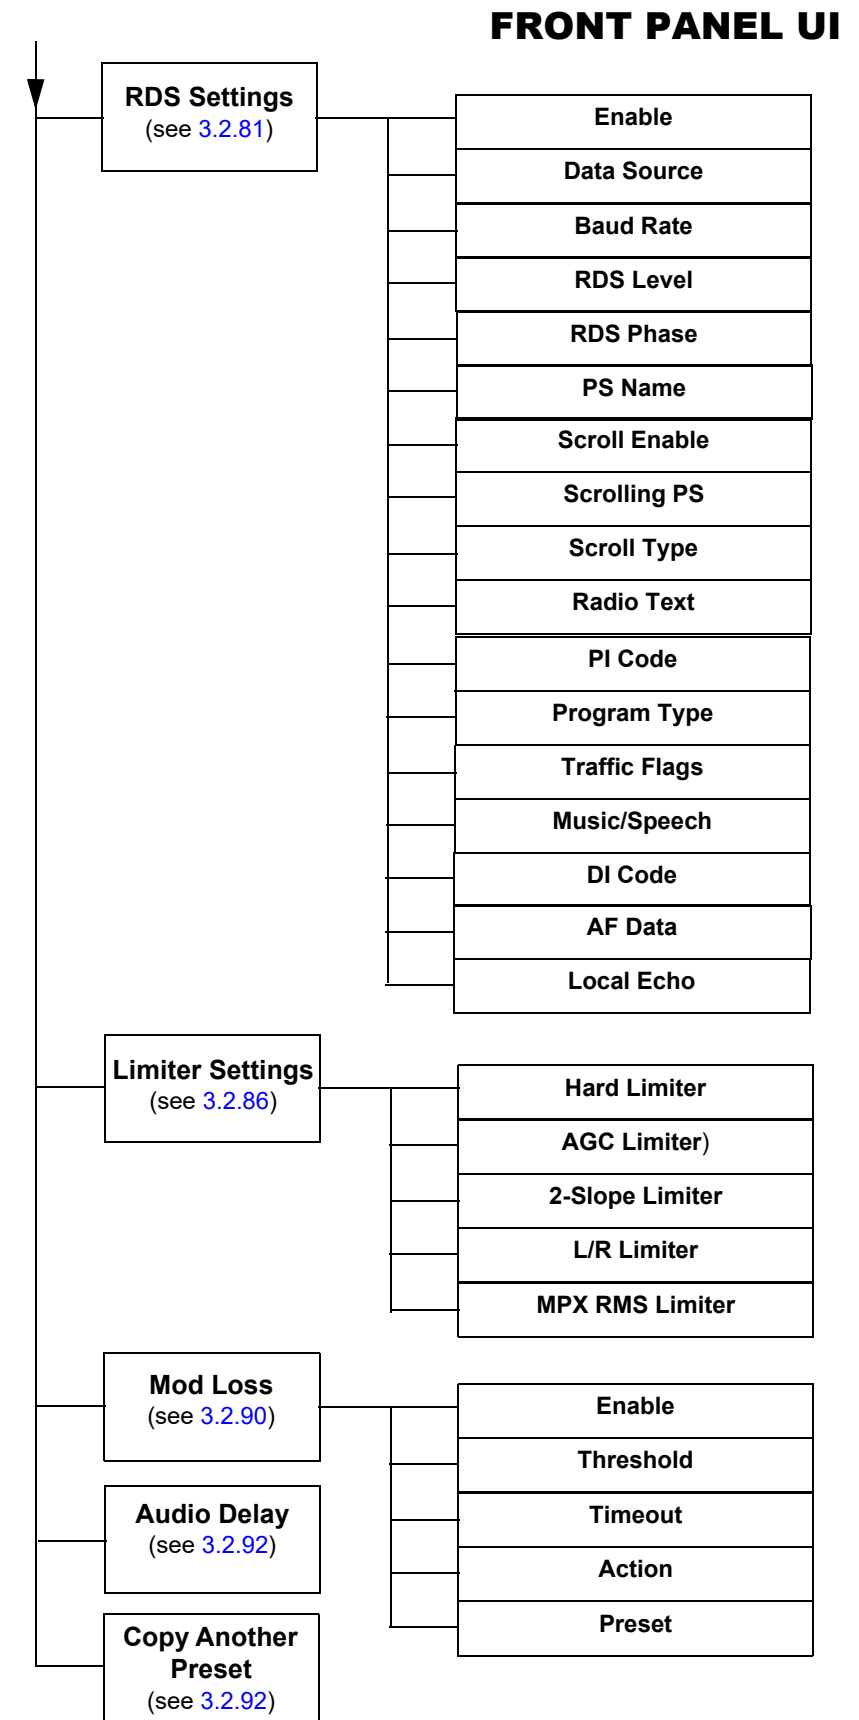 FRONT PANEL UI
RDS Settings
(see 3.2.81)
Enable
Data Source
Baud Rate
RDS Level
RDS Phase
PS Name
Scroll Enable
Scrolling PS
Scroll Type
Radio Text
PI Code
Program Type
Traffic Flags
Music/Speech
DI Code
AF Data
Local Echo
Limiter Settings
(see 3.2.86)
Hard Limiter
AGC Limiter)
2-Slope Limiter
L/R Limiter
MPX RMS Limiter
Mod Loss
(see 3.2.90)
Enable
Threshold
Timeout
Action
Preset
Audio Delay
(see 3.2.92)
Copy Another
Preset
(see 3.2.92)